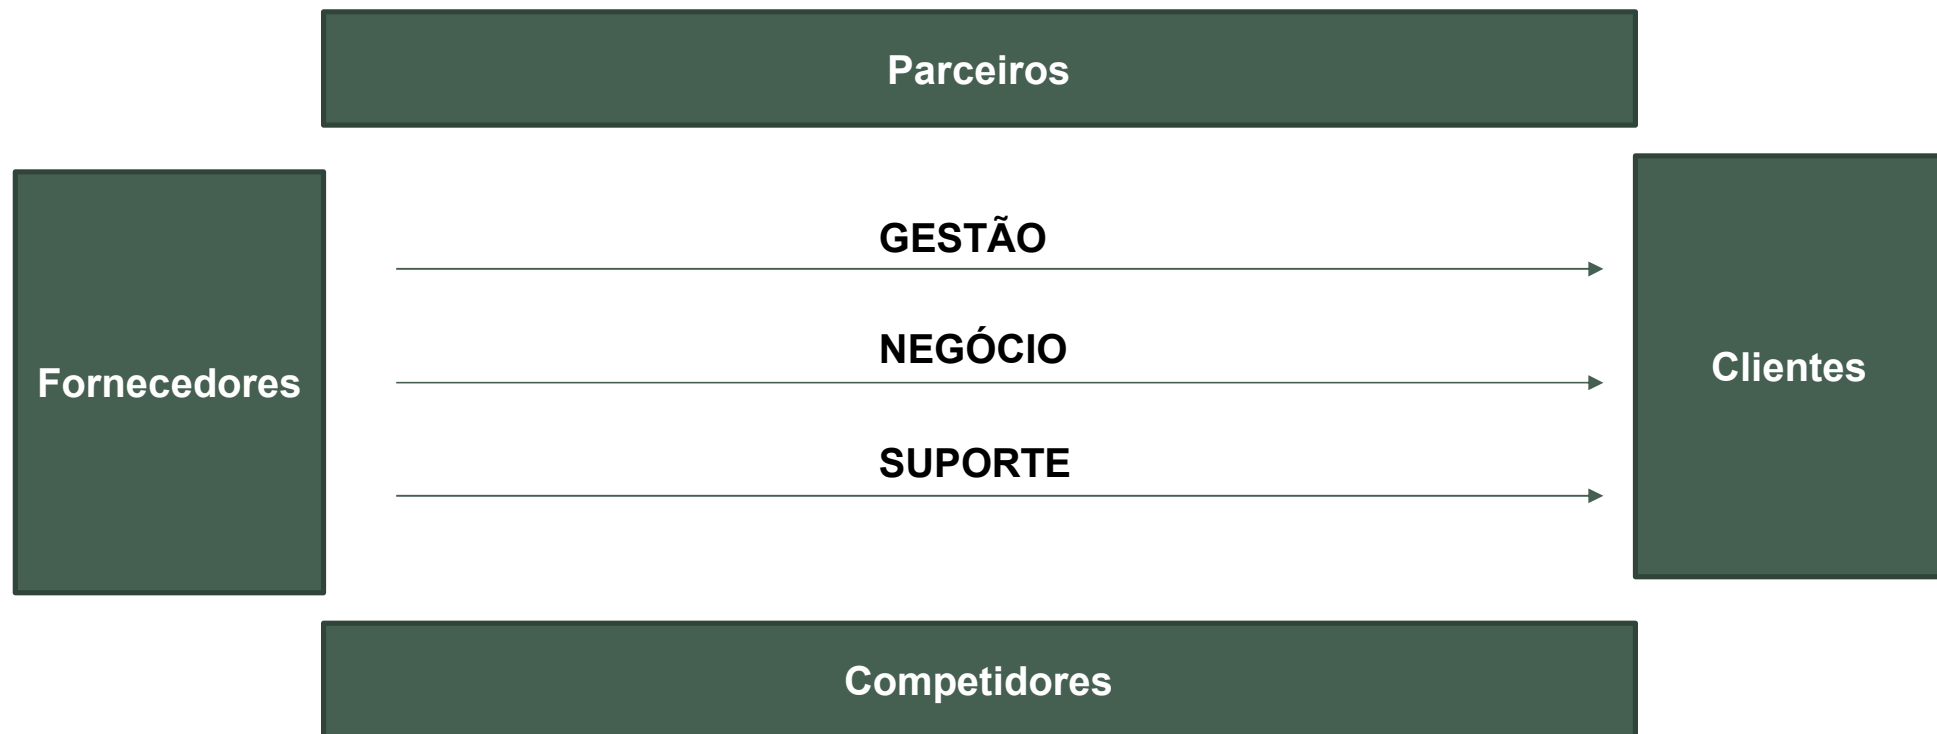 Parceiros
GESTÃO
NEGÓCIO
Fornecedores
Clientes
SUPORTE
Competidores